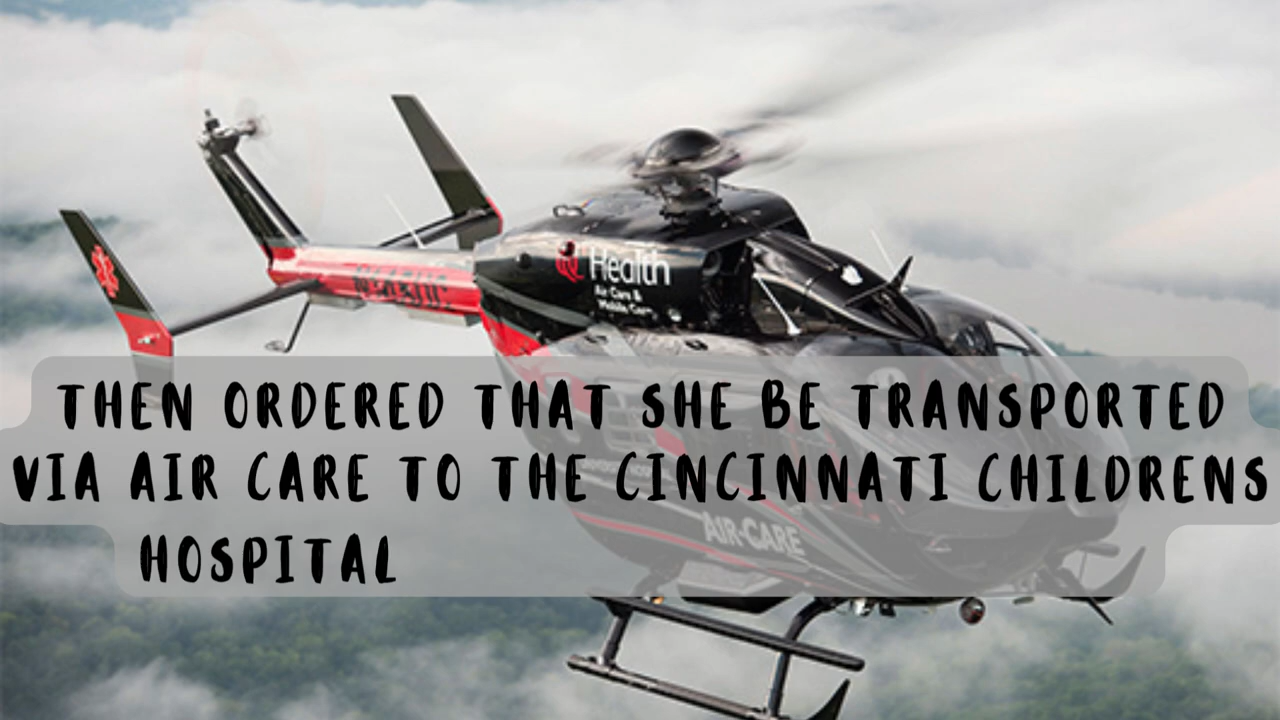 Health
Air Care &
Mobile Care
THEN ORDERED THAT SHE BE TRANSPORTED
VIA AIR CARE TO THE CINCINNATI CHILDRENS
HOSPITAL
AIR·CARE